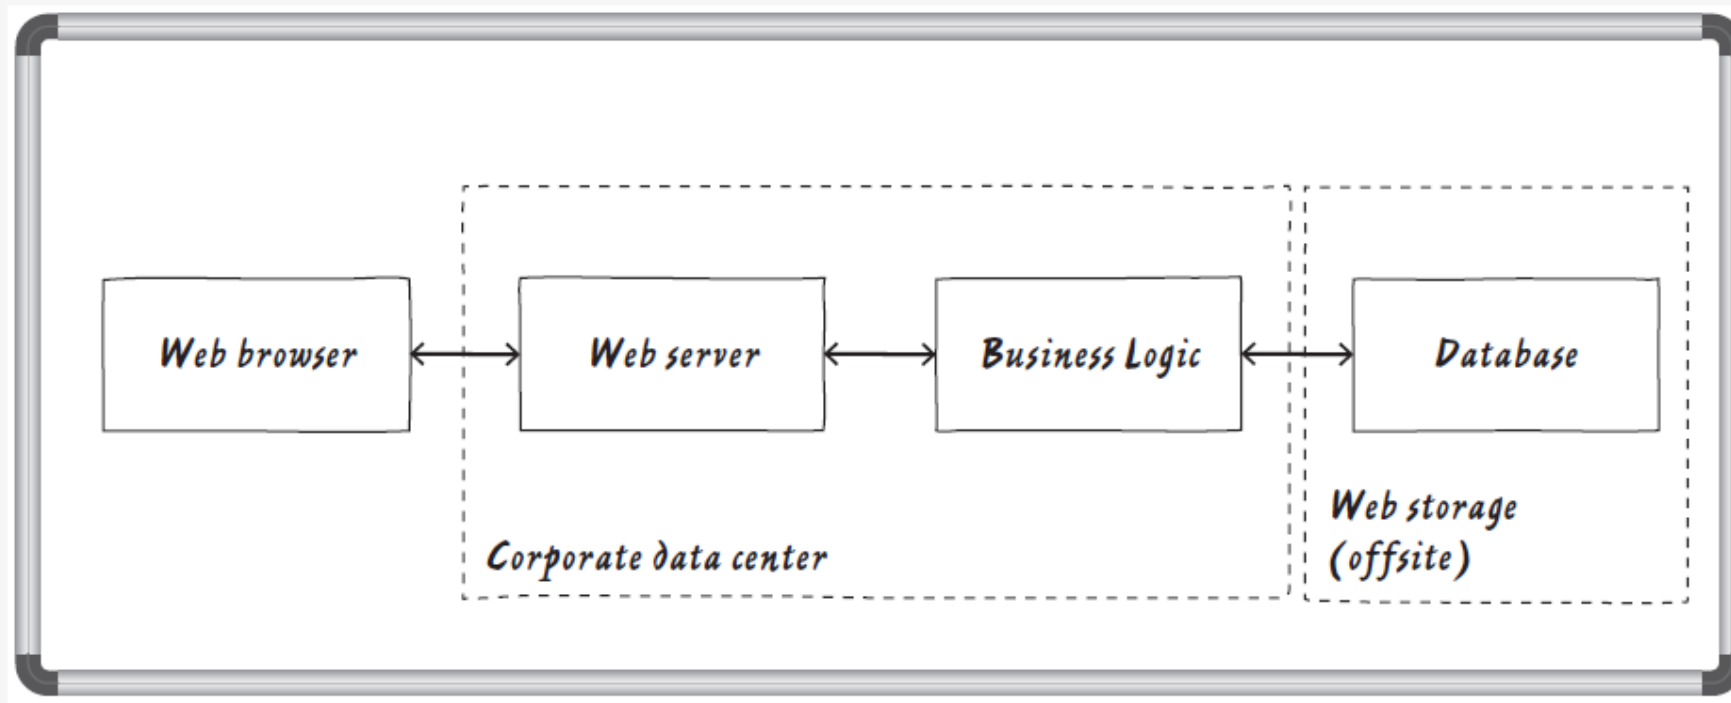 Web browser
Web server
Business Logic
Database
Corporate data center
Web storage
(offsite)